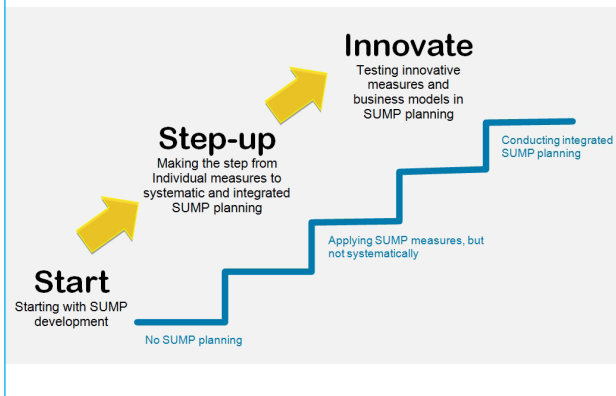 Innovate
Testing innovative
measures and
business models in
SUMP planning
Step-up
Making the step from
Individual measures to
systematic and integrated
SUMP planning
Start
Starting with SUMP
development
Conducting integrated
SUMP planning
Applying SUMP measures, but
not systematically
No SUMP planning